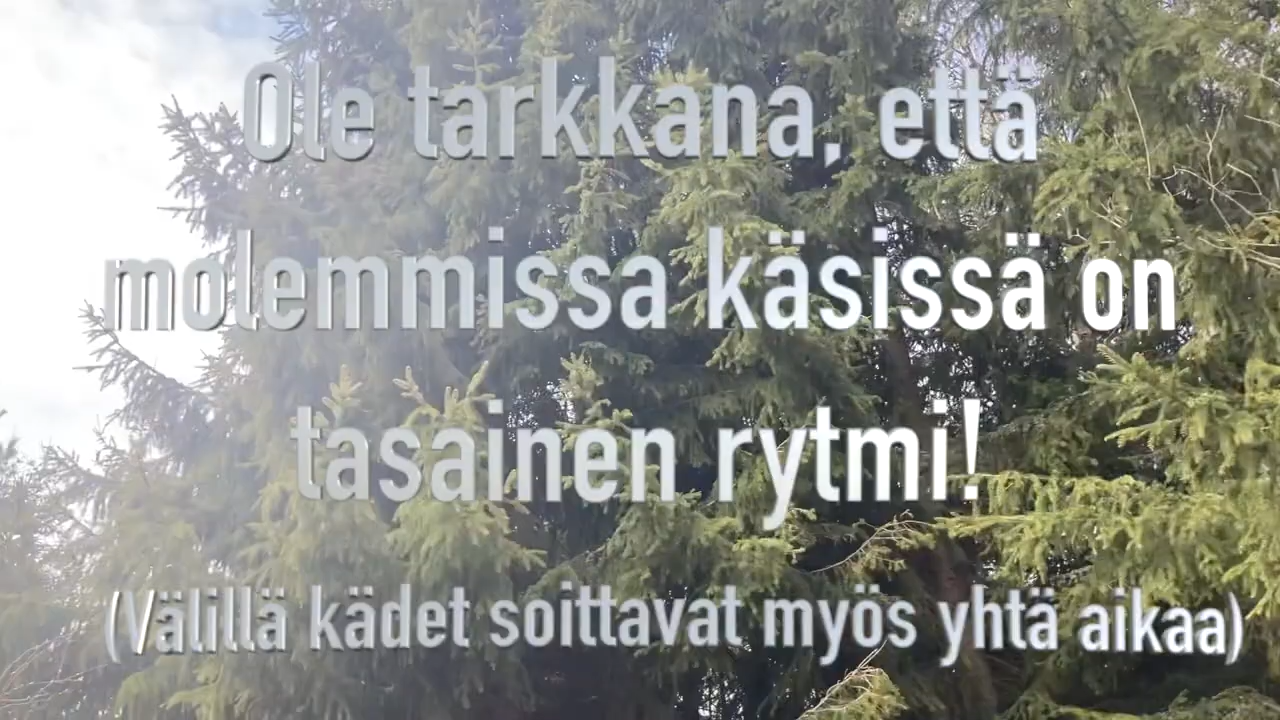 Ole tarkkana, että
molemmissa käsissä on
tasainen rytmi!
(Välillä kädet soittavat myös yhtä aikaa)